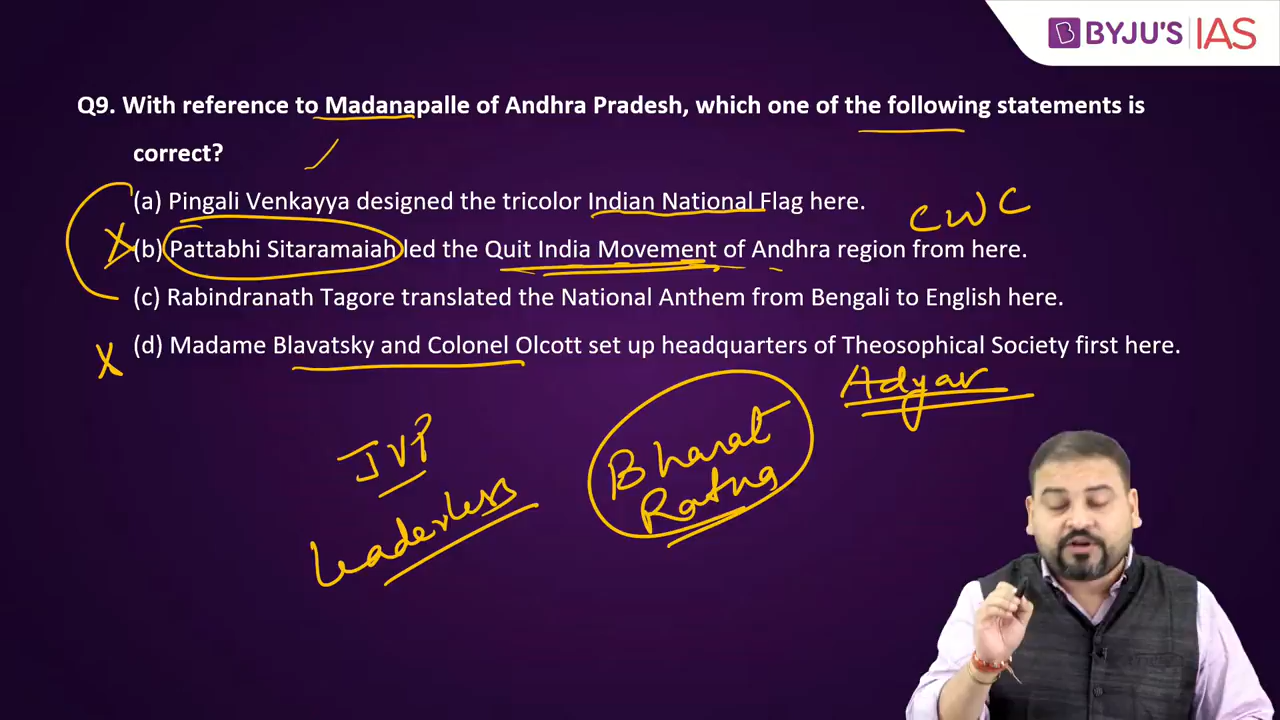 BYJU'S IAS
Q9. With reference to Madanapalle of Andhra Pradesh, which one of the following statements is
correct?
(a) Pingali Venkayya designed the tricolor Indian National Flag here.
CWC
(b) Pattabhi Sitaramaiah led the Quit India Movement of Andhra region from here.
(c) Rabindranath Tagore translated the National Anthem from Bengali to English here.
(d) Madame Blavatsky and Colonel Olcott set up headquarters of Theosophical Society first here.
Adyar
JVP
Leaderless
Bharat
Ratna